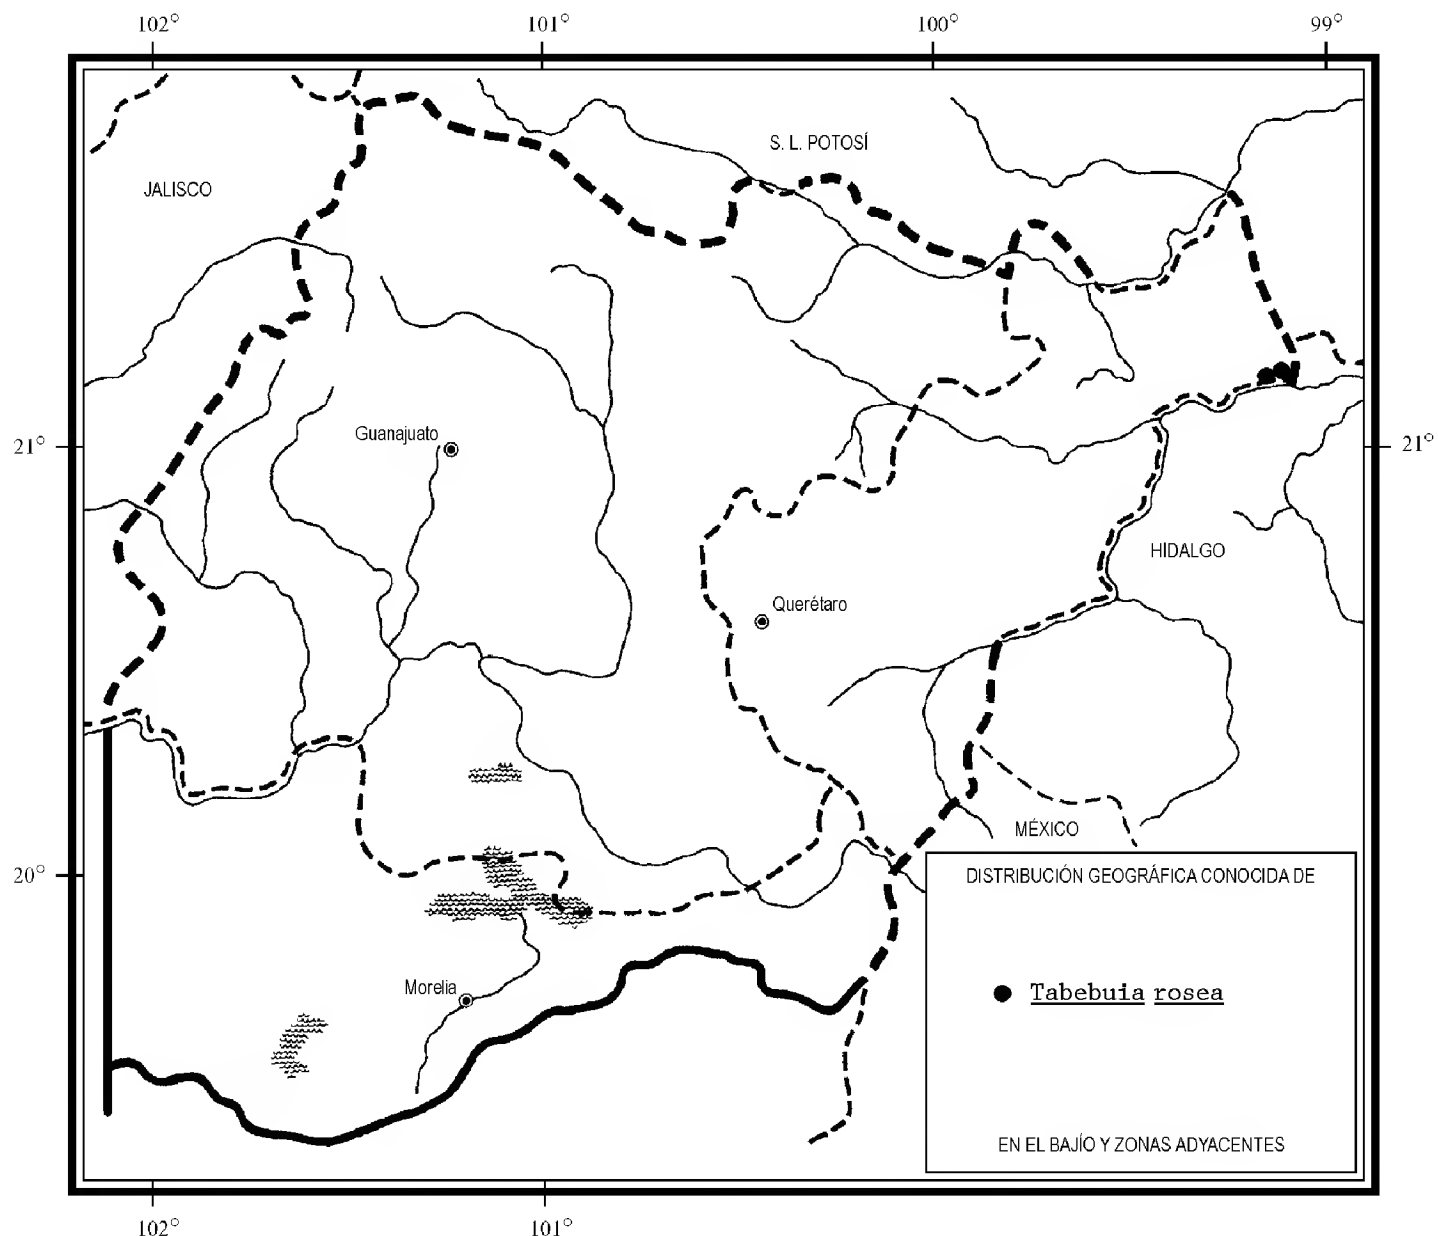 102° 101° 100° 99°
S. L. POTOSÍ
JALISCO
Guanajuato
21° 21°
HIDALGO
Querétaro
MÉXICO
20°
DISTRIBUCIÓN GEOGRÁFICA CONOCIDA DE
Morelia
Tabebuia rosea
EN EL BAJÍO Y ZONAS ADYACENTES
102° 101°